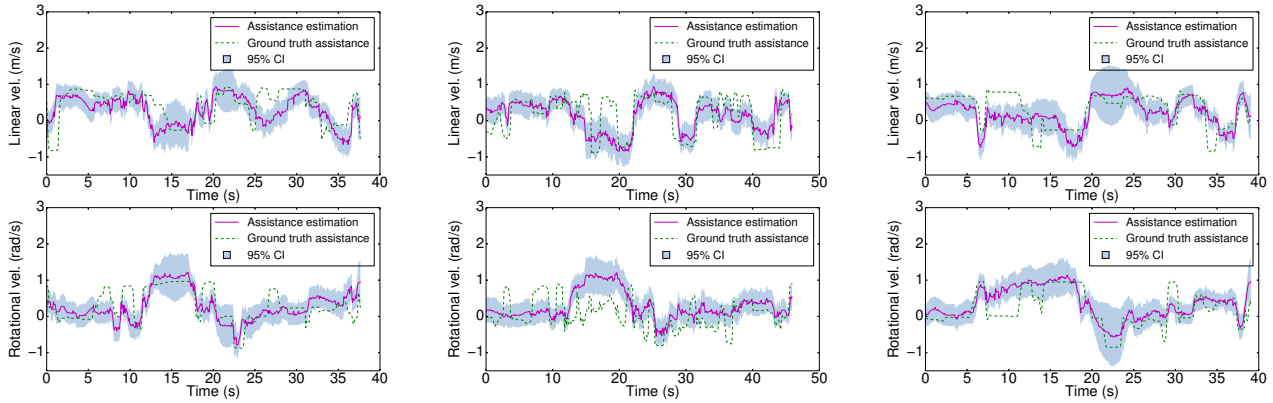 3
2
1
0
−1
Linear vel. (m/s)
Assistance estimation
Ground truth assistance
95% CI
0 5 10 15 20 25 30 35 40
Time (s)
3
2
1
0
−1
Linear vel. (m/s)
Assistance estimation
Ground truth assistance
95% CI
0 10 20 30 40 50
Time (s)
3
2
1
0
−1
Linear vel. (m/s)
Assistance estimation
Ground truth assistance
95% CI
0 5 10 15 20 25 30 35 40
Time (s)
3
2
1
0
−1
Rotational vel. (rad/s)
Assistance estimation
Ground truth assistance
95% CI
0 5 10 15 20 25 30 35 40
Time (s)
3
2
1
0
−1
Rotational vel. (rad/s)
Assistance estimation
Ground truth assistance
95% CI
0 10 20 30 40 50
Time (s)
3
2
1
0
−1
Rotational vel. (rad/s)
Assistance estimation
Ground truth assistance
95% CI
0 5 10 15 20 25 30 35 40
Time (s)